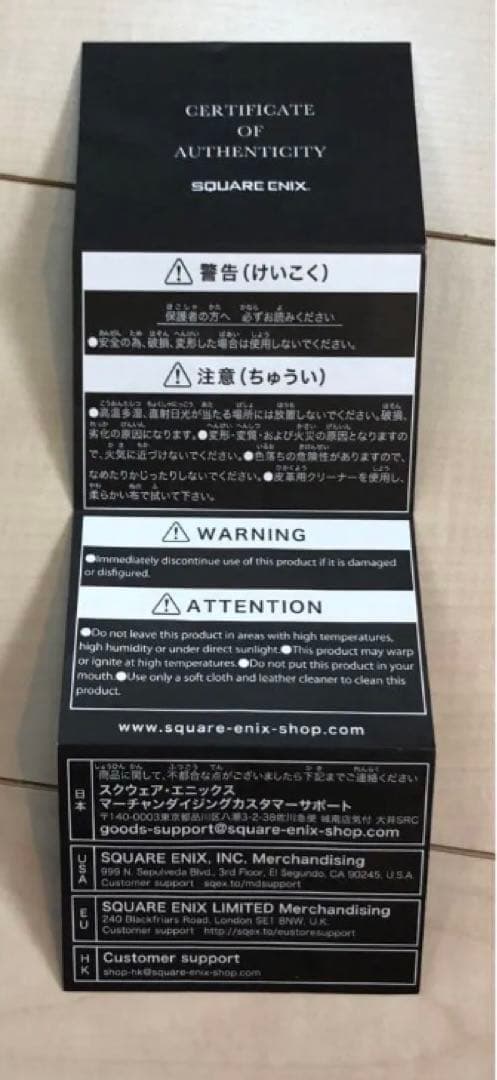 CERTIFICATE
OF
AUTHENTICITY
SQUARE ENIX.
警告(けいこく)
保護者の方へ 必ずお読みください
●安全の為、破損、変形した場合は使用しないでください。
注意(ちゅうい)
●高温多湿、直射日光が当たる場所には放置しないでください。破損、
劣化の原因になります。●変形・変質・および火災の原因となりますの
で、火気に近づけないでください。●色落ちの危険性がありますので、
なめたりかじったりしないでください。●皮革用クリーナーを使用し、
柔らかい布で拭いて下さい。
WARNING
●Immediately discontinue use of this product if it is damaged
or disfigured.
ATTENTION
●Do not leave this product in areas with high temperatures,
high humidity or under direct sunlight.●This product may warp
or ignite at high temperatures.●Do not put this product in your
mouth.●Use only a soft cloth and leather cleaner to clean this
product.
www.square-enix-shop.com
日本
商品に関して、不都合な点がございましたら下記までご連絡ください
スクウェア・エニックス
マーチャンダイジングカスタマーサポート
〒140-0003東京都品川区八潮3-2-38佐川急便 城南店気付 大井SRC
goods-support@square-enix-shop.com
USA
SQUARE ENIX, INC. Merchandising
999 N. Sepulveda Blvd., 3rd Floor, El Segundo, CA 90245, U.S.A.
Customer support sqex.to/mdsupport
EU
SQUARE ENIX LIMITED Merchandising
240 Blackfriars Road, London SE1 8NW, U.K.
Customer support http://sqex.to/eustoresupport
HK
Customer support
shop-hk@square-enix-shop.com